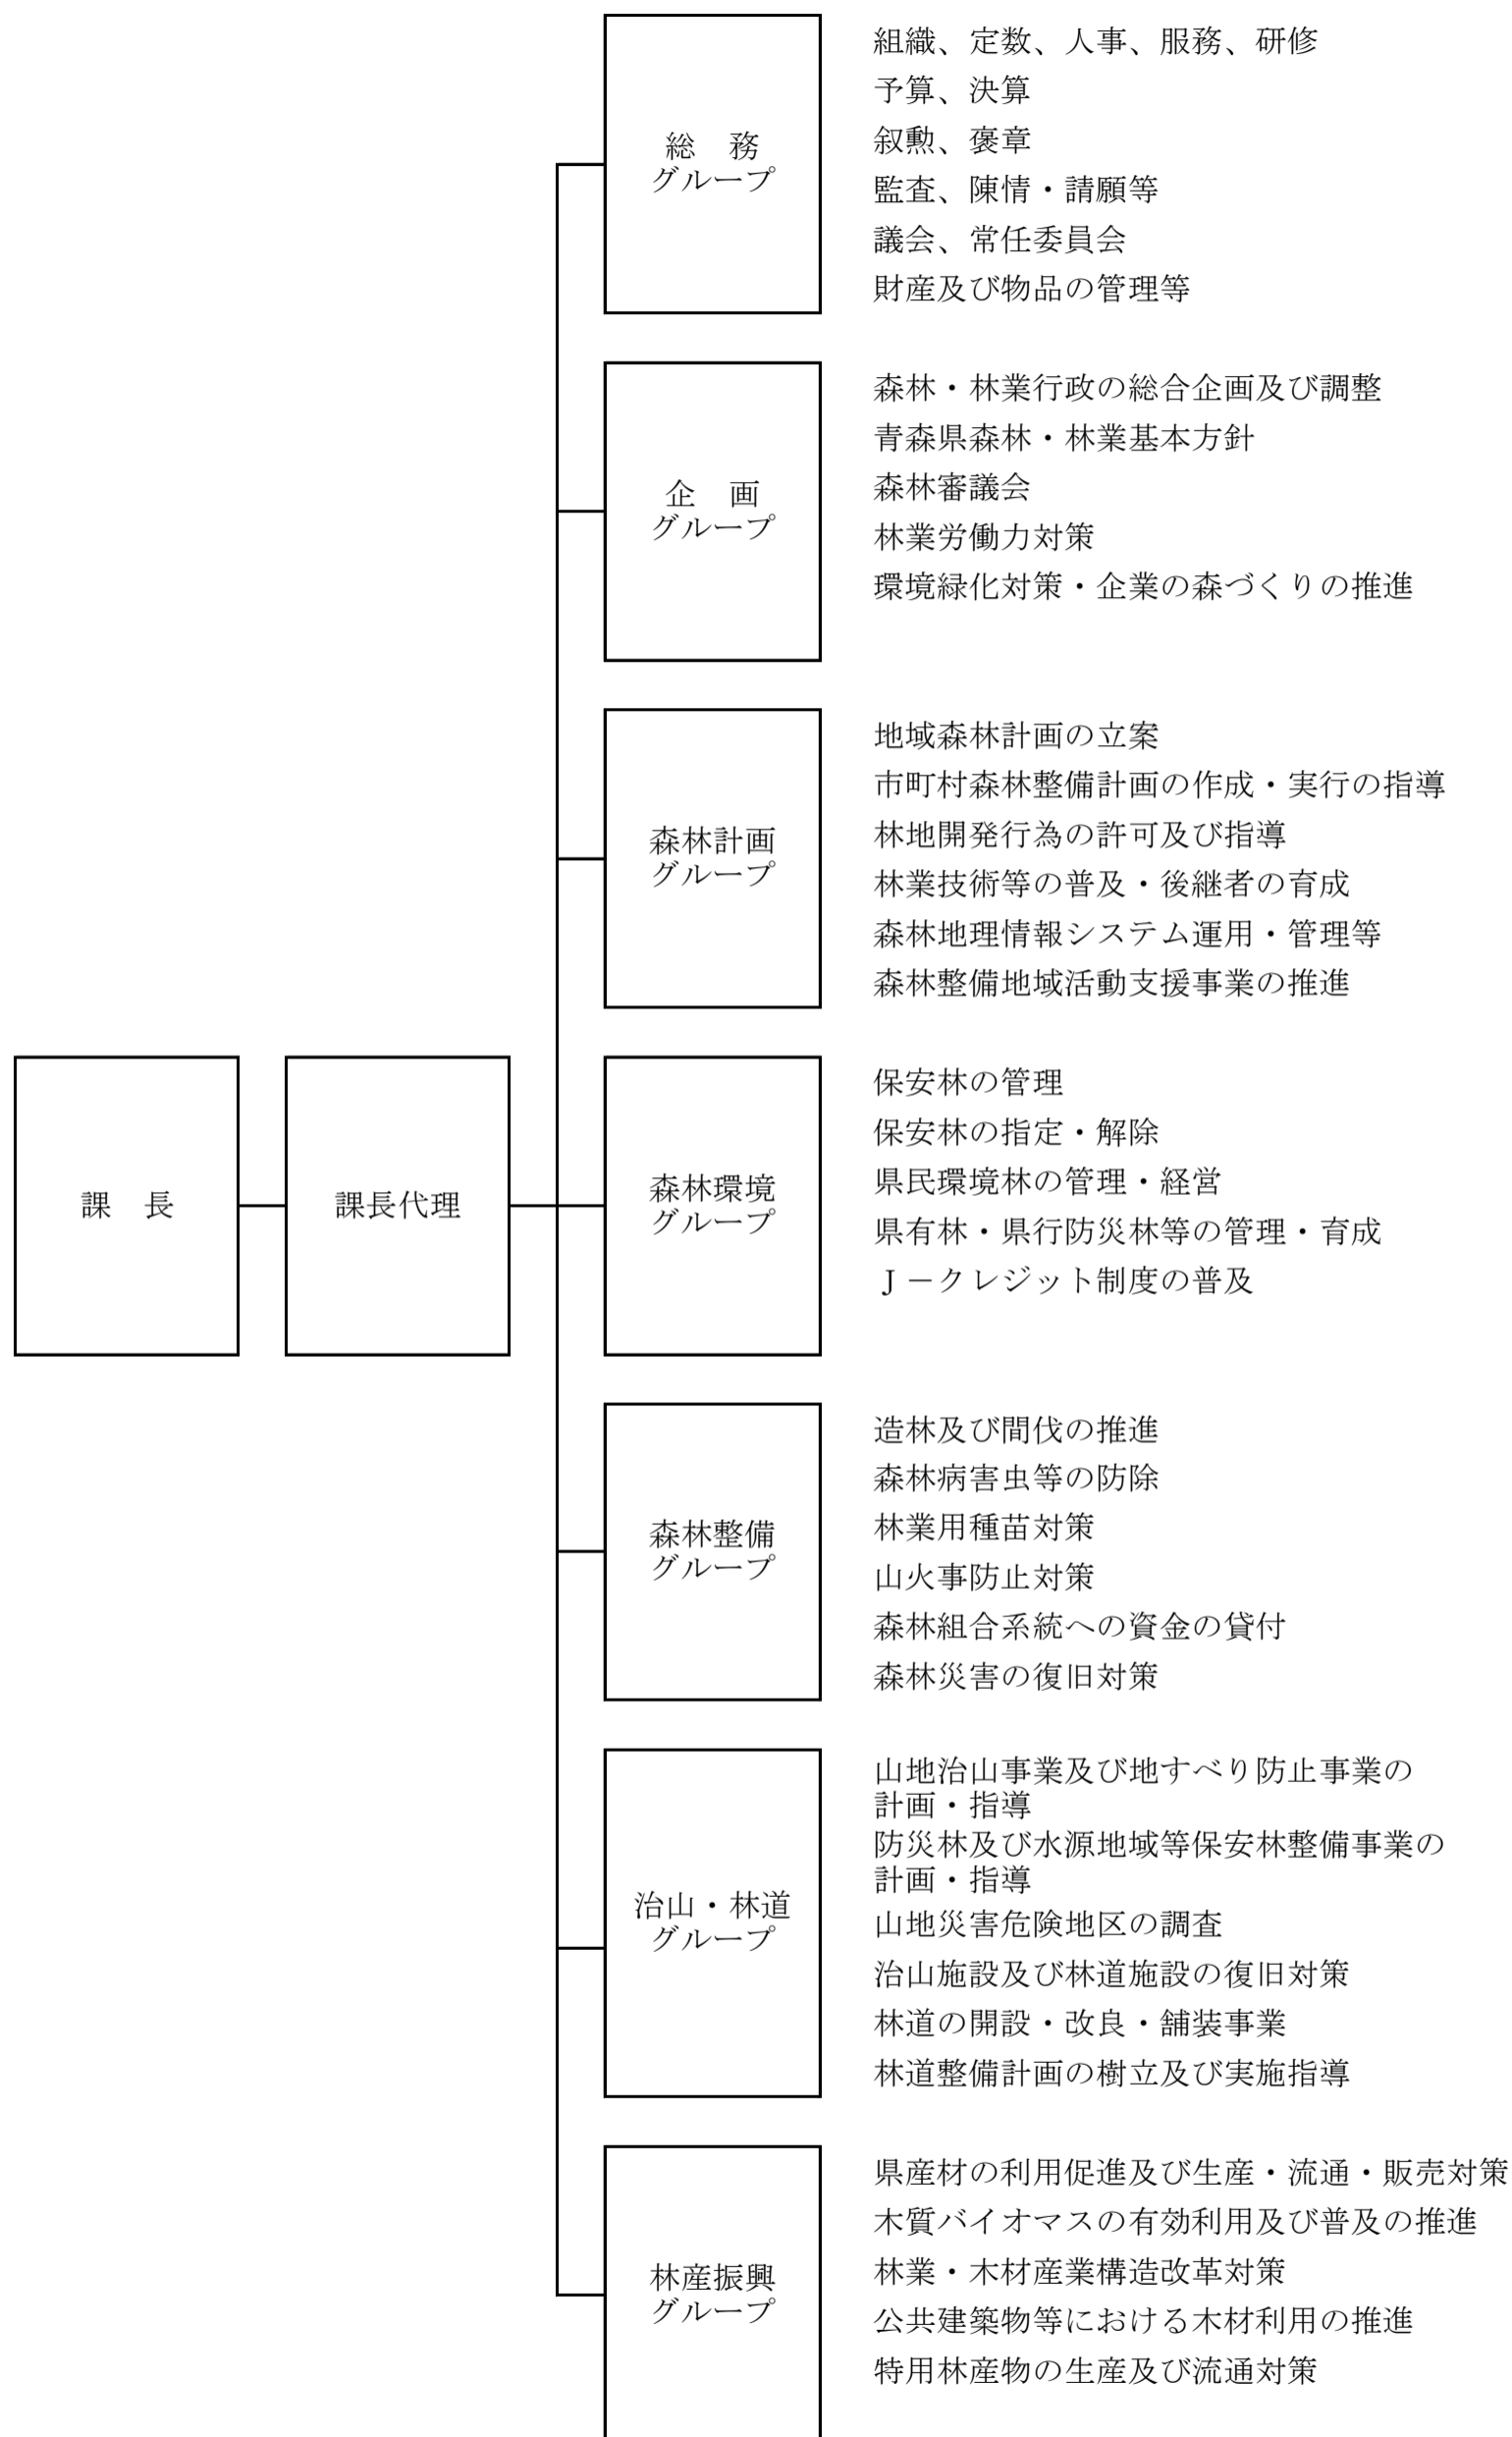 総　務
グループ
組織、定数、人事、服務、研修
予算、決算
叙勲、褒章
監査、陳情・請願等
議会、常任委員会
財産及び物品の管理等
企　画
グループ
森林・林業行政の総合企画及び調整
青森県森林・林業基本方針
森林審議会
林業労働力対策
環境緑化対策・企業の森づくりの推進
森林計画
グループ
地域森林計画の立案
市町村森林整備計画の作成・実行の指導
林地開発行為の許可及び指導
林業技術等の普及・後継者の育成
森林地理情報システム運用・管理等
森林整備地域活動支援事業の推進
課　長
課長代理
森林環境
グループ
保安林の管理
保安林の指定・解除
県民環境林の管理・経営
県有林・県行防災林等の管理・育成
Ｊ－クレジット制度の普及
森林整備
グループ
造林及び間伐の推進
森林病害虫等の防除
林業用種苗対策
山火事防止対策
森林組合系統への資金の貸付
森林災害の復旧対策
治山・林道
グループ
山地治山事業及び地すべり防止事業の
計画・指導
防災林及び水源地域等保安林整備事業の
計画・指導
山地災害危険地区の調査
治山施設及び林道施設の復旧対策
林道の開設・改良・舗装事業
林道整備計画の樹立及び実施指導
林産振興
グループ
県産材の利用促進及び生産・流通・販売対策
木質バイオマスの有効利用及び普及の推進
林業・木材産業構造改革対策
公共建築物等における木材利用の推進
特用林産物の生産及び流通対策